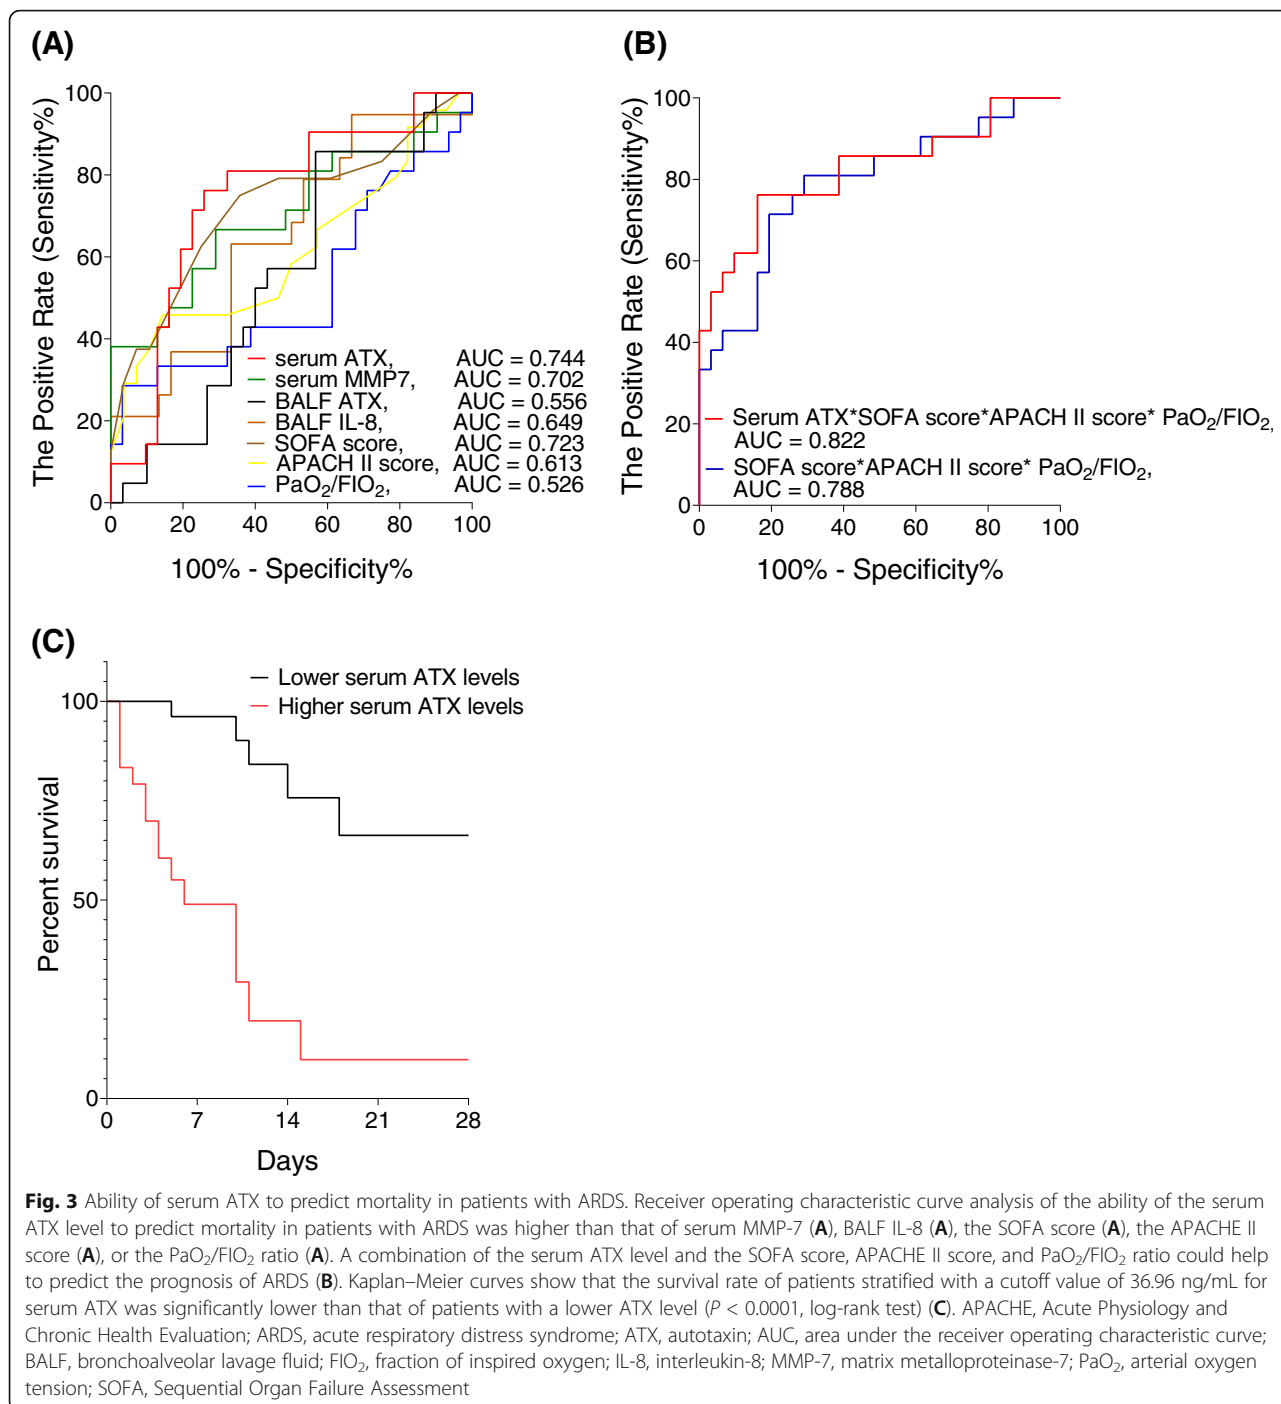 (A)
The Positive Rate (Sensitivity%)
100
80
60
40
20
0
serum ATX, AUC = 0.744
serum MMP7, AUC = 0.702
BALF ATX, AUC = 0.556
BALF IL-8, AUC = 0.649
SOFA score, AUC = 0.723
APACH II score, AUC = 0.613
PaO₂/FIO₂, AUC = 0.526
0 20 40 60 80 100
100% - Specificity%
(B)
The Positive Rate (Sensitivity%)
100
80
60
40
20
0
Serum ATX*SOFA score*APACH II score* PaO₂/FIO₂,
AUC = 0.822
SOFA score*APACH II score* PaO₂/FIO₂,
AUC = 0.788
0 20 40 60 80 100
100% - Specificity%
(C)
Percent survival
100
50
0
Lower serum ATX levels
Higher serum ATX levels
0 7 14 21 28
Days
Fig. 3 Ability of serum ATX to predict mortality in patients with ARDS. Receiver operating characteristic curve analysis of the ability of the serum
ATX level to predict mortality in patients with ARDS was higher than that of serum MMP-7 (A), BALF IL-8 (A), the SOFA score (A), the APACHE II
score (A), or the PaO₂/FIO₂ ratio (A). A combination of the serum ATX level and the SOFA score, APACHE II score, and PaO₂/FIO₂ ratio could help
to predict the prognosis of ARDS (B). Kaplan–Meier curves show that the survival rate of patients stratified with a cutoff value of 36.96 ng/mL for
serum ATX was significantly lower than that of patients with a lower ATX level (P < 0.0001, log-rank test) (C). APACHE, Acute Physiology and
Chronic Health Evaluation; ARDS, acute respiratory distress syndrome; ATX, autotaxin; AUC, area under the receiver operating characteristic curve;
BALF, bronchoalveolar lavage fluid; FIO₂, fraction of inspired oxygen; IL-8, interleukin-8; MMP-7, matrix metalloproteinase-7; PaO₂, arterial oxygen
tension; SOFA, Sequential Organ Failure Assessment